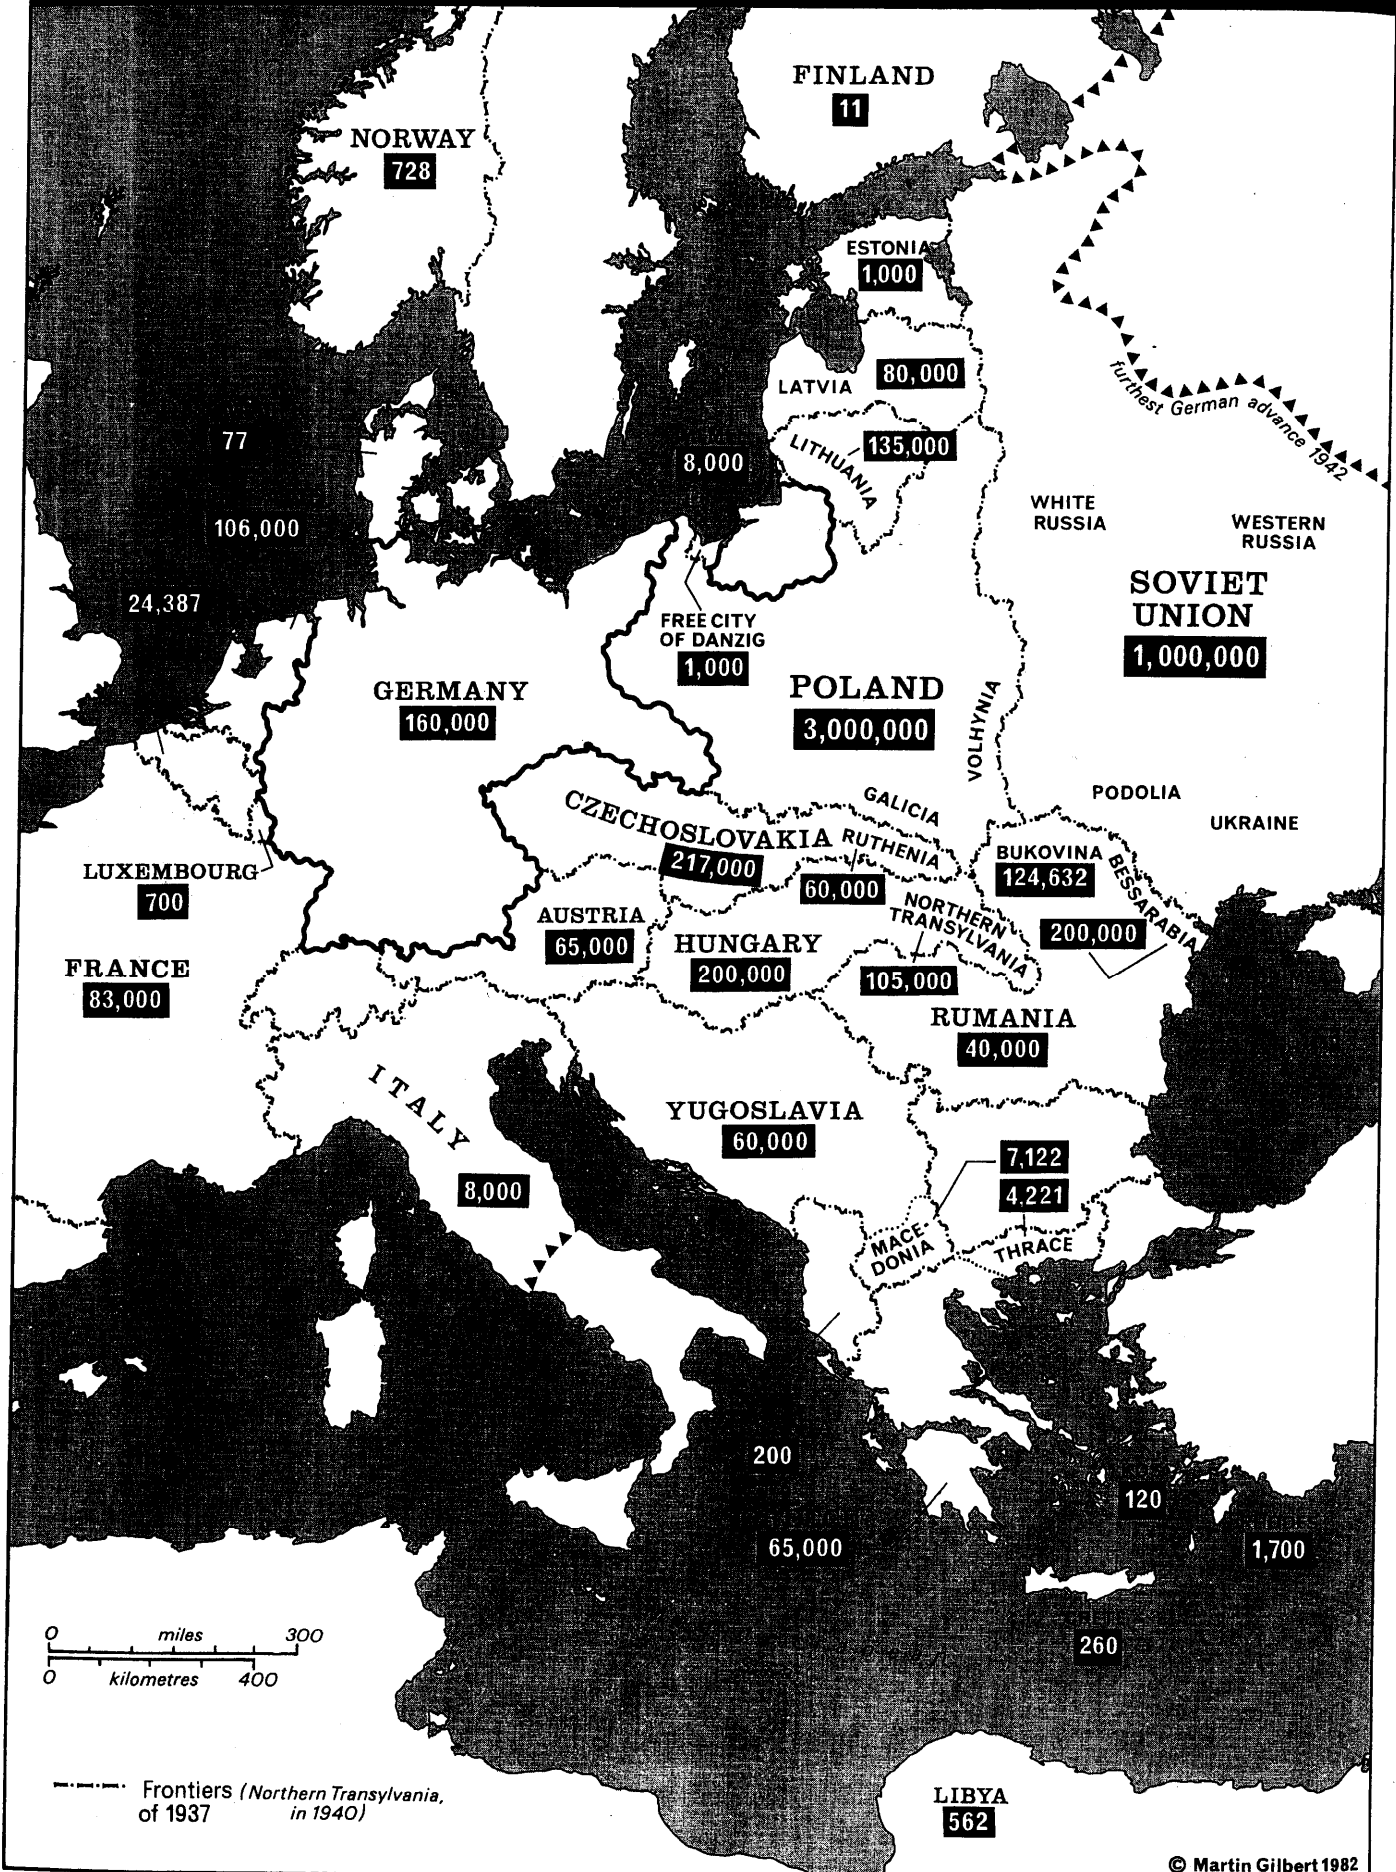 FINLAND
11
NORWAY
728
ESTONIA
1,000
LATVIA
80,000
furthest German advance 1942
77
LITHUANIA
135,000
8,000
106,000
WHITE
RUSSIA
WESTERN
RUSSIA
24,387
SOVIET
UNION
1,000,000
FREE CITY
OF DANZIG
1,000
GERMANY
160,000
POLAND
3,000,000
VOLHYNIA
PODOLIA
UKRAINE
GALICIA
CZECHOSLOVAKIA
217,000
RUTHENIA
60,000
BUKOVINA
124,632
BESSARABIA
200,000
LUXEMBOURG
700
AUSTRIA
65,000
HUNGARY
200,000
NORTHERN
TRANSYLVANIA
105,000
FRANCE
83,000
RUMANIA
40,000
ITALY
8,000
YUGOSLAVIA
60,000
7,122
4,221
MACE
DONIA
THRACE
200
120
65,000
1,700
260
0 miles 300
0 kilometres 400
Frontiers (Northern Transylvania,
of 1937 in 1940)
LIBYA
562
© Martin Gilbert 1982